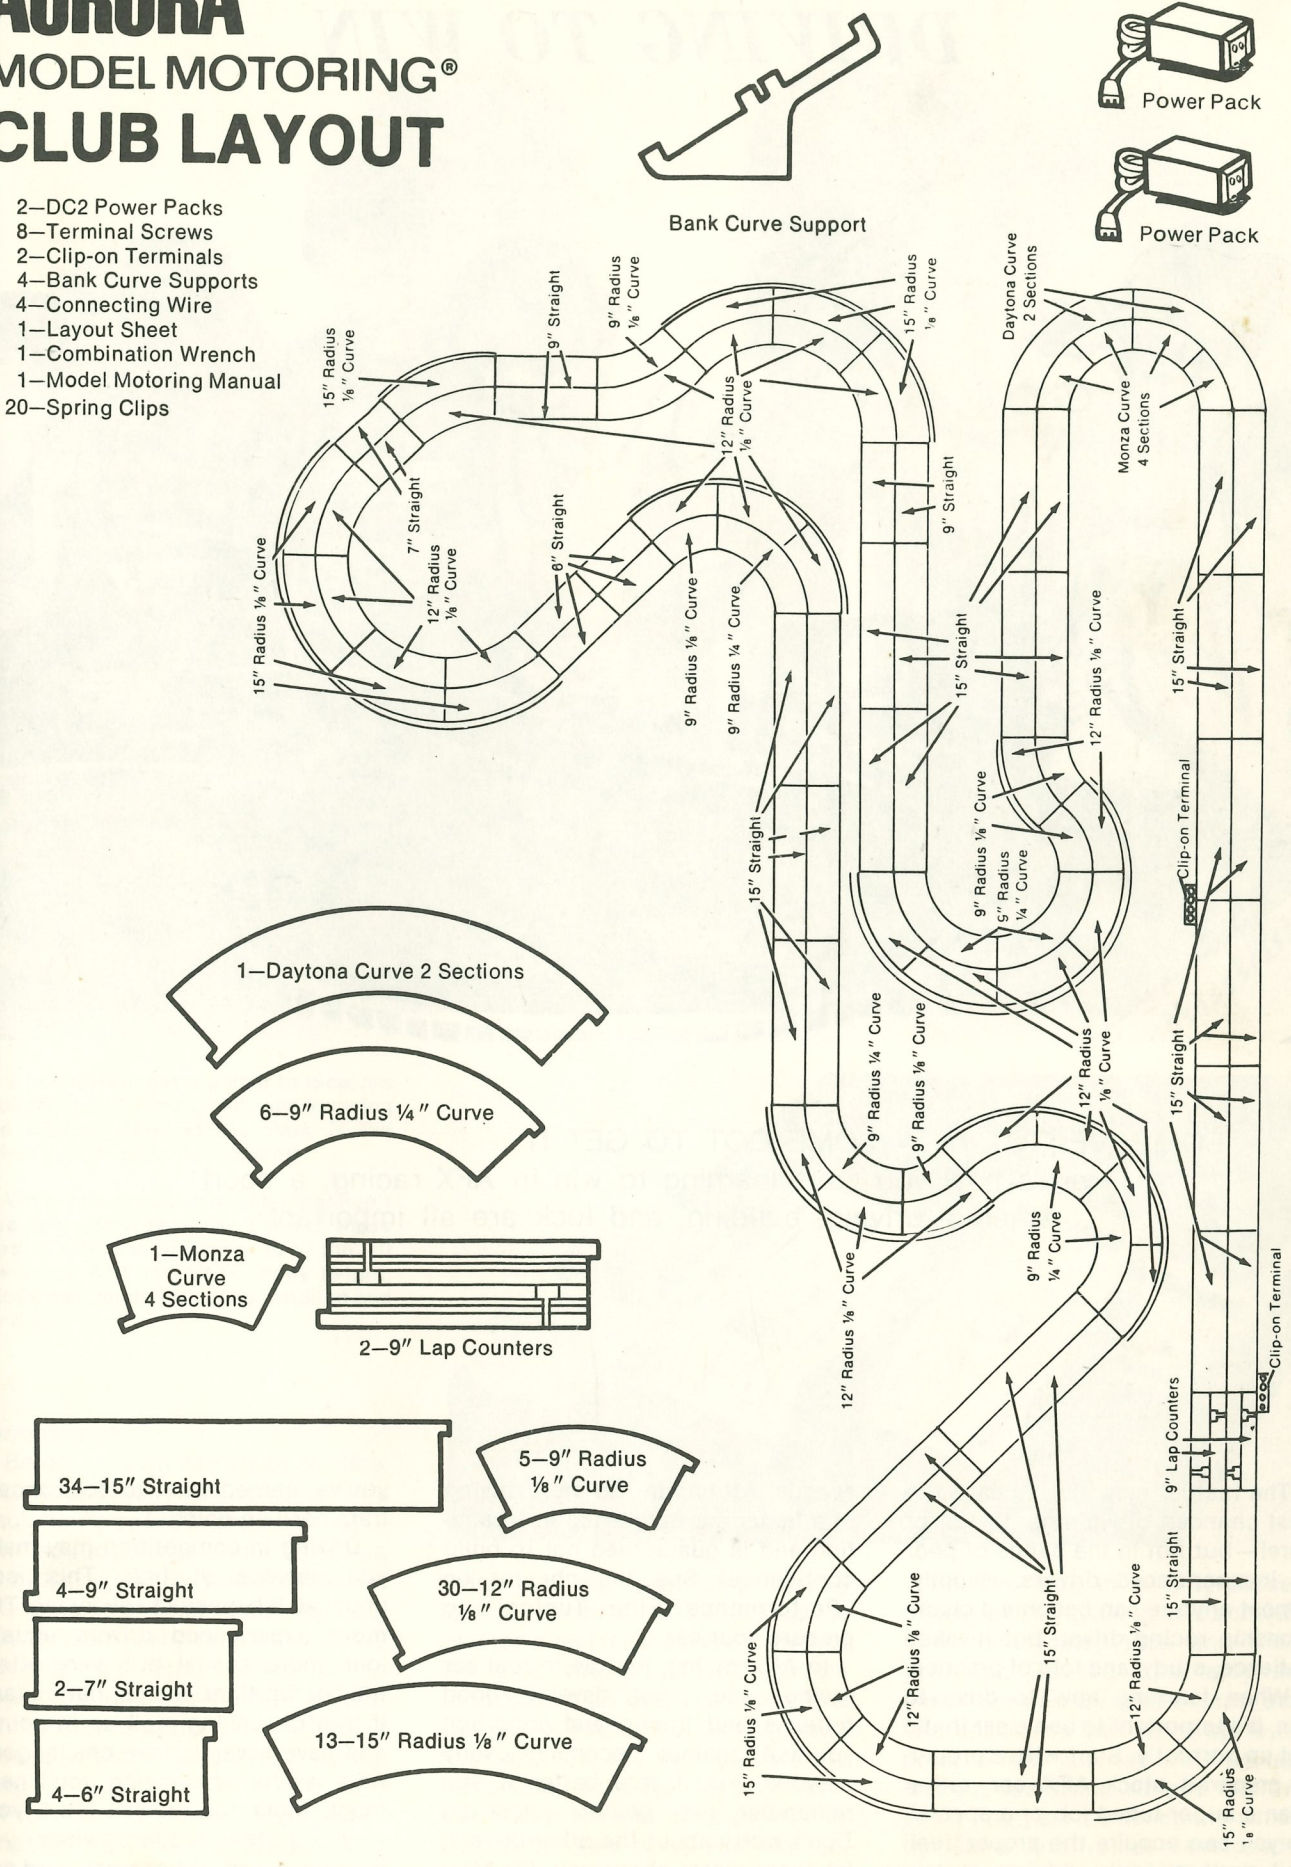 AURORA
MODEL MOTORING®
CLUB LAYOUT
2—DC2 Power Packs
8—Terminal Screws
2—Clip-on Terminals
4—Bank Curve Supports
4—Connecting Wire
1—Layout Sheet
1—Combination Wrench
1—Model Motoring Manual
20—Spring Clips
Bank Curve Support
Power Pack
Power Pack
15" Radius
⅛" Curve
9" Straight
9" Radius
⅛" Curve
15" Radius
⅛" Curve
Daytona Curve
2 Sections
12" Radius
⅛" Curve
Monza Curve
4 Sections
7" Straight
9" Straight
6" Straight
15" Radius ⅛" Curve
12" Radius
⅛" Curve
9" Radius ⅛" Curve
9" Radius ¼" Curve
15" Straight
12" Radius ⅛" Curve
15" Straight
15" Straight
9" Radius ⅛" Curve
9" Radius
¼" Curve
Clip-on Terminal
9" Radius ¼" Curve
9" Radius ⅛" Curve
12" Radius
⅛" Curve
15" Straight
9" Radius
¼" Curve
12" Radius ⅛" Curve
Clip-on Terminal
9" Lap Counters
15" Straight
15" Radius ⅛" Curve
12" Radius ⅛" Curve
15" Straight
12" Radius ⅛" Curve
15" Radius
⅛" Curve
1—Daytona Curve 2 Sections
6—9" Radius ¼" Curve
1—Monza
Curve
4 Sections
2—9" Lap Counters
34—15" Straight
5—9" Radius
⅛" Curve
4—9" Straight
30—12" Radius
⅛" Curve
2—7" Straight
13—15" Radius ⅛" Curve
4—6" Straight